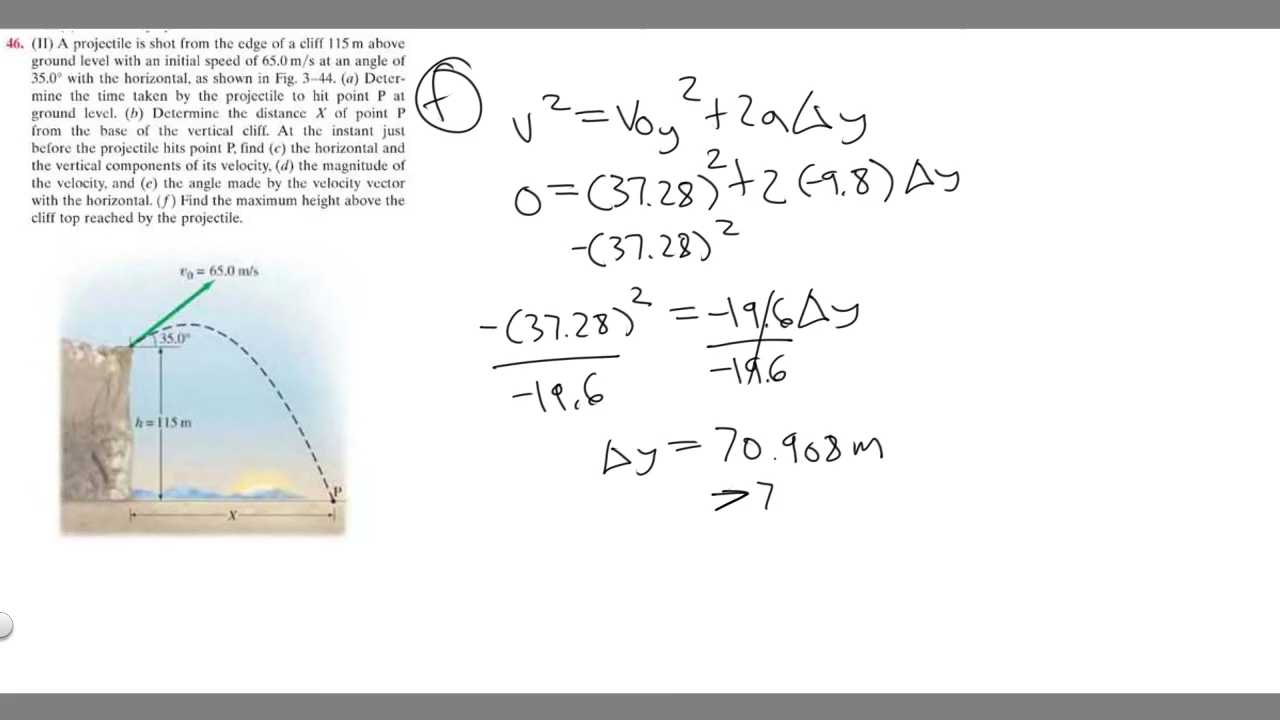 46. (II) A projectile is shot from the edge of a cliff 115 m above
ground level with an initial speed of 65.0 m/s at an angle of
35.0° with the horizontal, as shown in Fig. 3–44. (a) Deter-
mine the time taken by the projectile to hit point P at
ground level. (b) Determine the distance X of point P
from the base of the vertical cliff. At the instant just
before the projectile hits point P, find (c) the horizontal and
the vertical components of its velocity, (d) the magnitude of
the velocity, and (e) the angle made by the velocity vector
with the horizontal. (f) Find the maximum height above the
cliff top reached by the projectile.
v₀ = 65.0 m/s
35.0°
h = 115 m
P
X
f
v² = v₀y² + 2aΔy
0 = (37.28)² + 2(-9.8)Δy
-(37.28)²
-(37.28)² = -19.6Δy
-19.6 -19.6
Δy = 70.908 m
→ 7